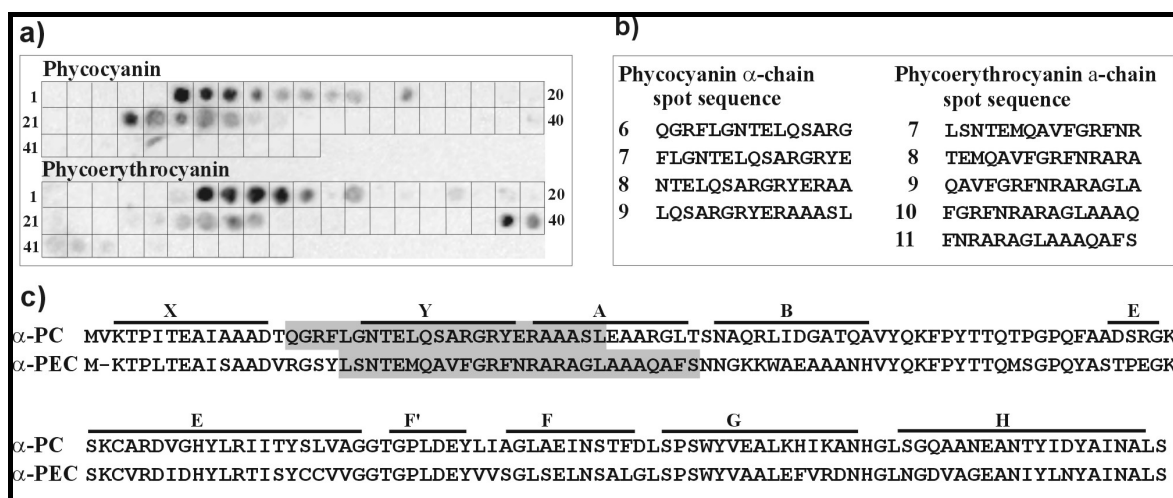 a)
Phycocyanin
1 20
21 40
41
Phycoerythrocyanin
1 20
21 40
41
b)
Phycocyanin α-chain
spot sequence
6 QGRFLGNTELQSARG
7 FLGNTELQSARGRYE
8 NTELQSARGRYERAA
9 LQSARGRYERAAASL
Phycoerythrocyanin a-chain
spot sequence
7 LSNTEMQAVFGRFNR
8 TEMQAVFGRFNRARA
9 QAVFGRFNRARAGLA
10 FGRFNRARAGLAAAQ
11 FNRARAGLAAAQAFS
c)
X Y A B E
α-PC MVKTPITEAIAAADTQGRFLGNTELQSARGRYERAAASLEAARGLTSNAQRLIDGATQAVYQKFPYTTQTPGPQFAADSRGK
α-PEC M-KTPLTEAISAADVRGSYLSNTEMQAVFGRFNRARAGLAAAQAFSNNGKKWAEAAANHVYQKFPYTTQMSGPQYASTPEGK
E F' F G H
α-PC SKCARDVGHYLRIITYSLVAGGTGPLDEYLIAGLAEINSTFDLSPSWYVEALKHIKANHGLSGQAANEANTYIDYAINALS
α-PEC SKCVRDIDHYLRTISYCCVVGGTGPLDEYVVSGLSELNSALGLSPSWYVAALEFVRDNHGLNGDVAGEANIYLNYAINALS